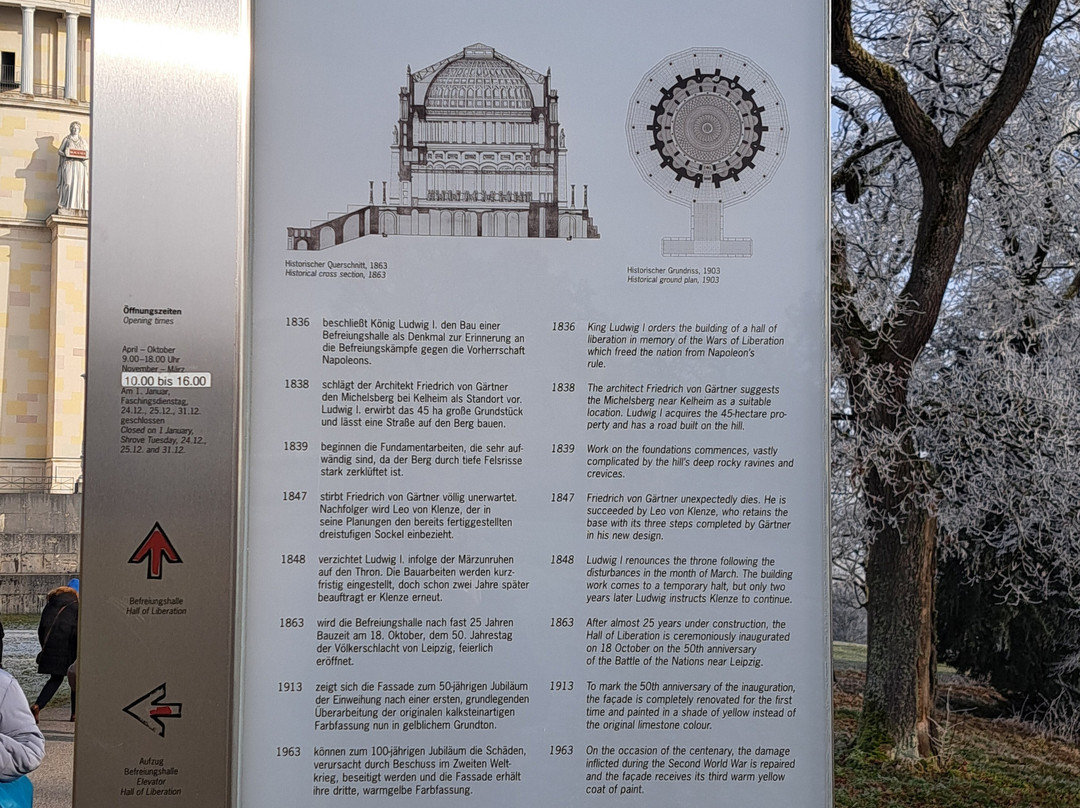 Öffnungszeiten
Opening times
April – Oktober
9.00–18.00 Uhr
November – März
10.00 bis 16.00
Am 1. Januar,
Faschingsdienstag,
24.12., 25.12., 31.12.
geschlossen
Closed on 1 January,
Shrove Tuesday, 24.12.,
25.12. and 31.12.
Befreiungshalle
Hall of Liberation
Aufzug
Befreiungshalle
Elevator
Hall of Liberation
Historischer Querschnitt, 1863
Historical cross section, 1863
Historischer Grundriss, 1903
Historical ground plan, 1903
1836 beschließt König Ludwig I. den Bau einer
Befreiungshalle als Denkmal zur Erinnerung an
die Befreiungskämpfe gegen die Vorherrschaft
Napoleons.
1838 schlägt der Architekt Friedrich von Gärtner
den Michelsberg bei Kelheim als Standort vor.
Ludwig I. erwirbt das 45 ha große Grundstück
und lässt eine Straße auf den Berg bauen.
1839 beginnen die Fundamentarbeiten, die sehr auf-
wändig sind, da der Berg durch tiefe Felsrisse
stark zerklüftet ist.
1847 stirbt Friedrich von Gärtner völlig unerwartet.
Nachfolger wird Leo von Klenze, der in
seine Planungen den bereits fertiggestellten
dreistufigen Sockel einbezieht.
1848 verzichtet Ludwig I. infolge der Märzunruhen
auf den Thron. Die Bauarbeiten werden kurz-
fristig eingestellt, doch schon zwei Jahre später
beauftragt er Klenze erneut.
1863 wird die Befreiungshalle nach fast 25 Jahren
Bauzeit am 18. Oktober, dem 50. Jahrestag
der Völkerschlacht von Leipzig, feierlich
eröffnet.
1913 zeigt sich die Fassade zum 50-jährigen Jubiläum
der Einweihung nach einer ersten, grundlegenden
Überarbeitung der originalen kalksteinartigen
Farbfassung nun in gelblichem Grundton.
1963 können zum 100-jährigen Jubiläum die Schäden,
verursacht durch Beschuss im Zweiten Welt-
krieg, beseitigt werden und die Fassade erhält
ihre dritte, warmgelbe Farbfassung.
1836 King Ludwig I orders the building of a hall of
liberation in memory of the Wars of Liberation
which freed the nation from Napoleon's
rule.
1838 The architect Friedrich von Gärtner suggests
the Michelsberg near Kelheim as a suitable
location. Ludwig I acquires the 45-hectare pro-
perty and has a road built on the hill.
1839 Work on the foundations commences, vastly
complicated by the hill's deep rocky ravines and
crevices.
1847 Friedrich von Gärtner unexpectedly dies. He is
succeeded by Leo von Klenze, who retains the
base with its three steps completed by Gärtner
in his new design.
1848 Ludwig I renounces the throne following the
disturbances in the month of March. The building
work comes to a temporary halt, but only two
years later Ludwig instructs Klenze to continue.
1863 After almost 25 years under construction, the
Hall of Liberation is ceremoniously inaugurated
on 18 October on the 50th anniversary
of the Battle of the Nations near Leipzig.
1913 To mark the 50th anniversary of the inauguration,
the façade is completely renovated for the first
time and painted in a shade of yellow instead of
the original limestone colour.
1963 On the occasion of the centenary, the damage
inflicted during the Second World War is repaired
and the façade receives its third warm yellow
coat of paint.